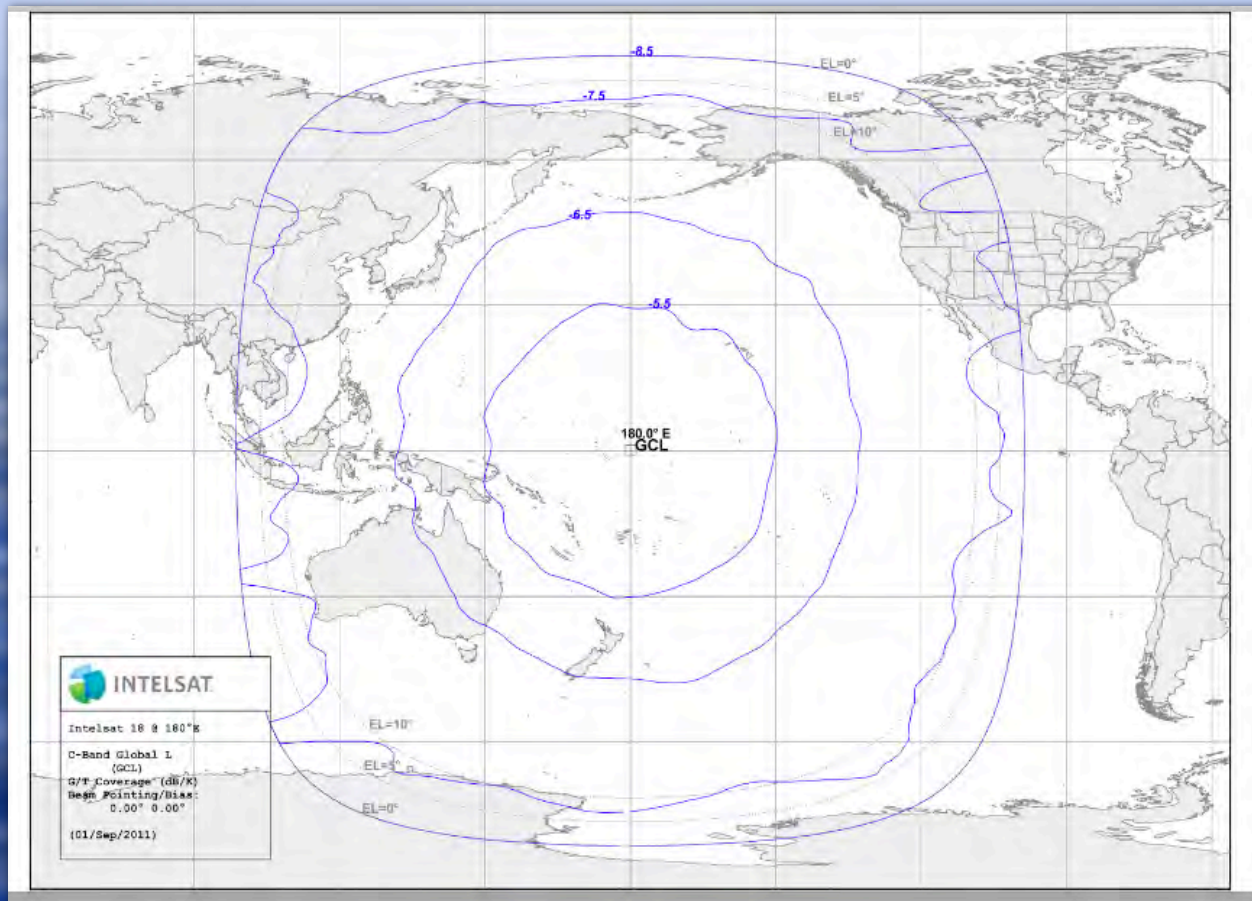 -8.5
EL=0°
-7.5
EL=5°
EL=10°
-6.5
-5.5
180.0° E
GCL
INTELSAT
Intelsat 18 @ 180°E
C-Band Global L
(GCL)
G/T Coverage (dB/K)
Beam Pointing/Bias:
0.00° 0.00°
(01/Sep/2011)
EL=10°
EL=5°
EL=0°